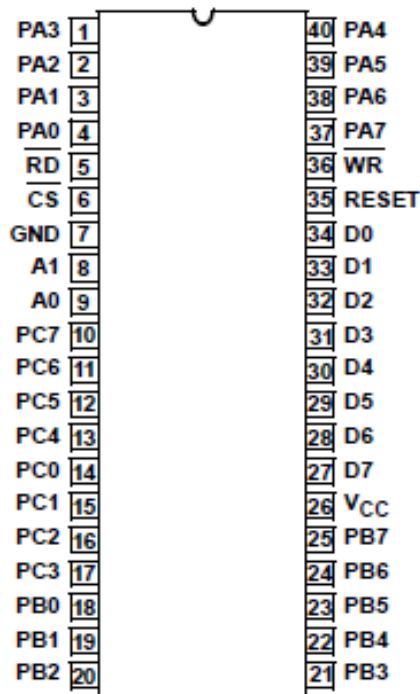 PA3 1 40 PA4
PA2 2 39 PA5
PA1 3 38 PA6
PA0 4 37 PA7
RD 5 36 WR
CS 6 35 RESET
GND 7 34 D0
A1 8 33 D1
A0 9 32 D2
PC7 10 31 D3
PC6 11 30 D4
PC5 12 29 D5
PC4 13 28 D6
PC0 14 27 D7
PC1 15 26 VCC
PC2 16 25 PB7
PC3 17 24 PB6
PB0 18 23 PB5
PB1 19 22 PB4
PB2 20 21 PB3